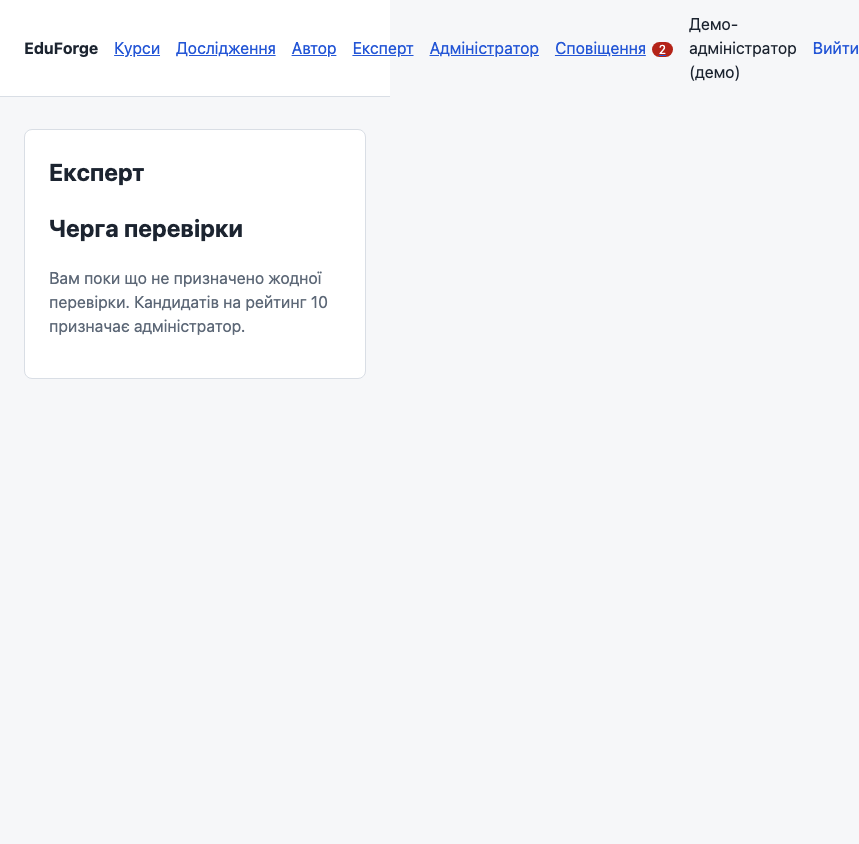 EduForge Курси Дослідження Автор Експерт Адміністратор Сповіщення 2 Демо-адміністратор (демо) Вийти
Експерт
Черга перевірки
Вам поки що не призначено жодної
перевірки. Кандидатів на рейтинг 10
призначає адміністратор.